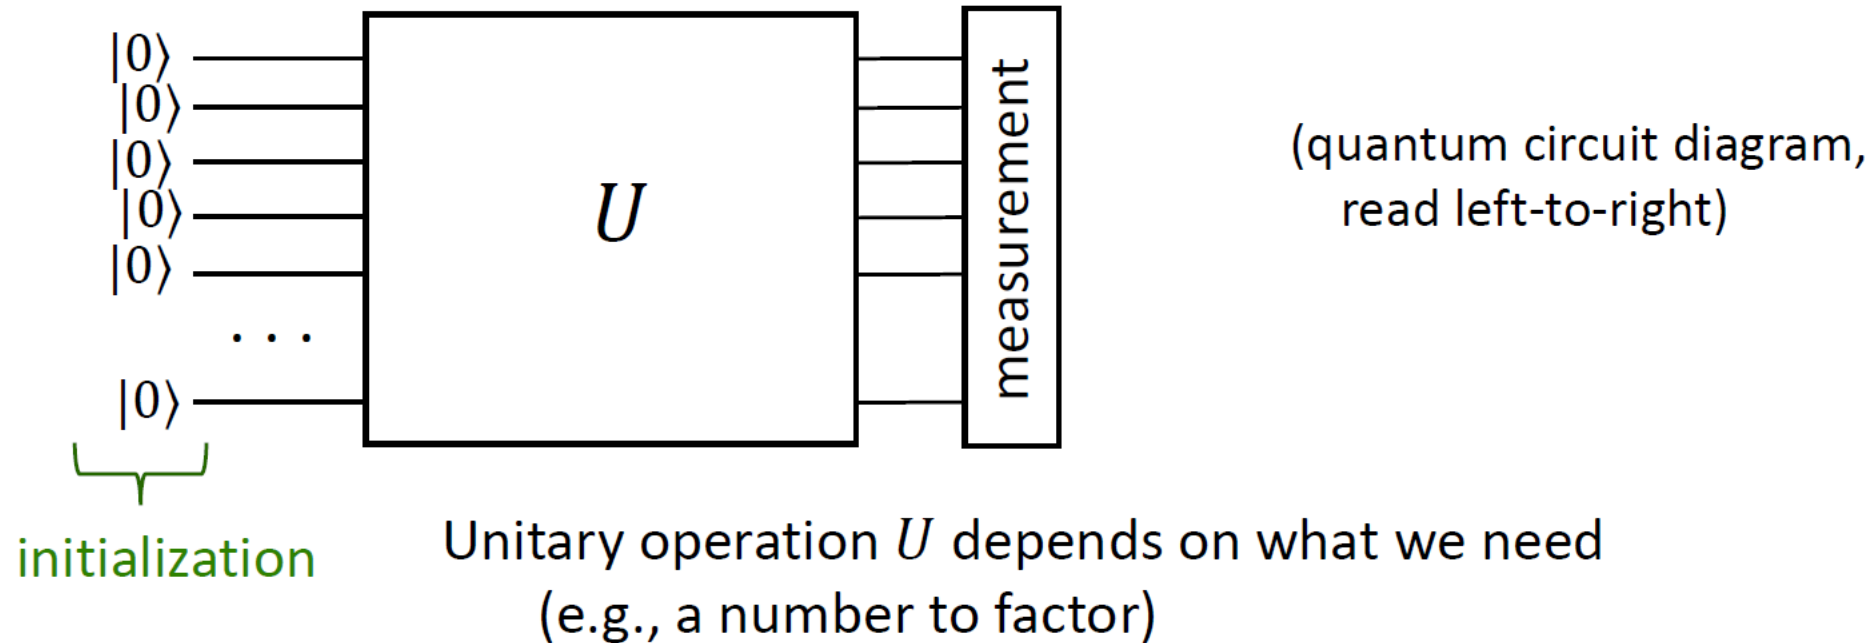 |0⟩
|0⟩
|0⟩
|0⟩
|0⟩
. . .
|0⟩
U
measurement
(quantum circuit diagram,
read left-to-right)
initialization
Unitary operation U depends on what we need
(e.g., a number to factor)